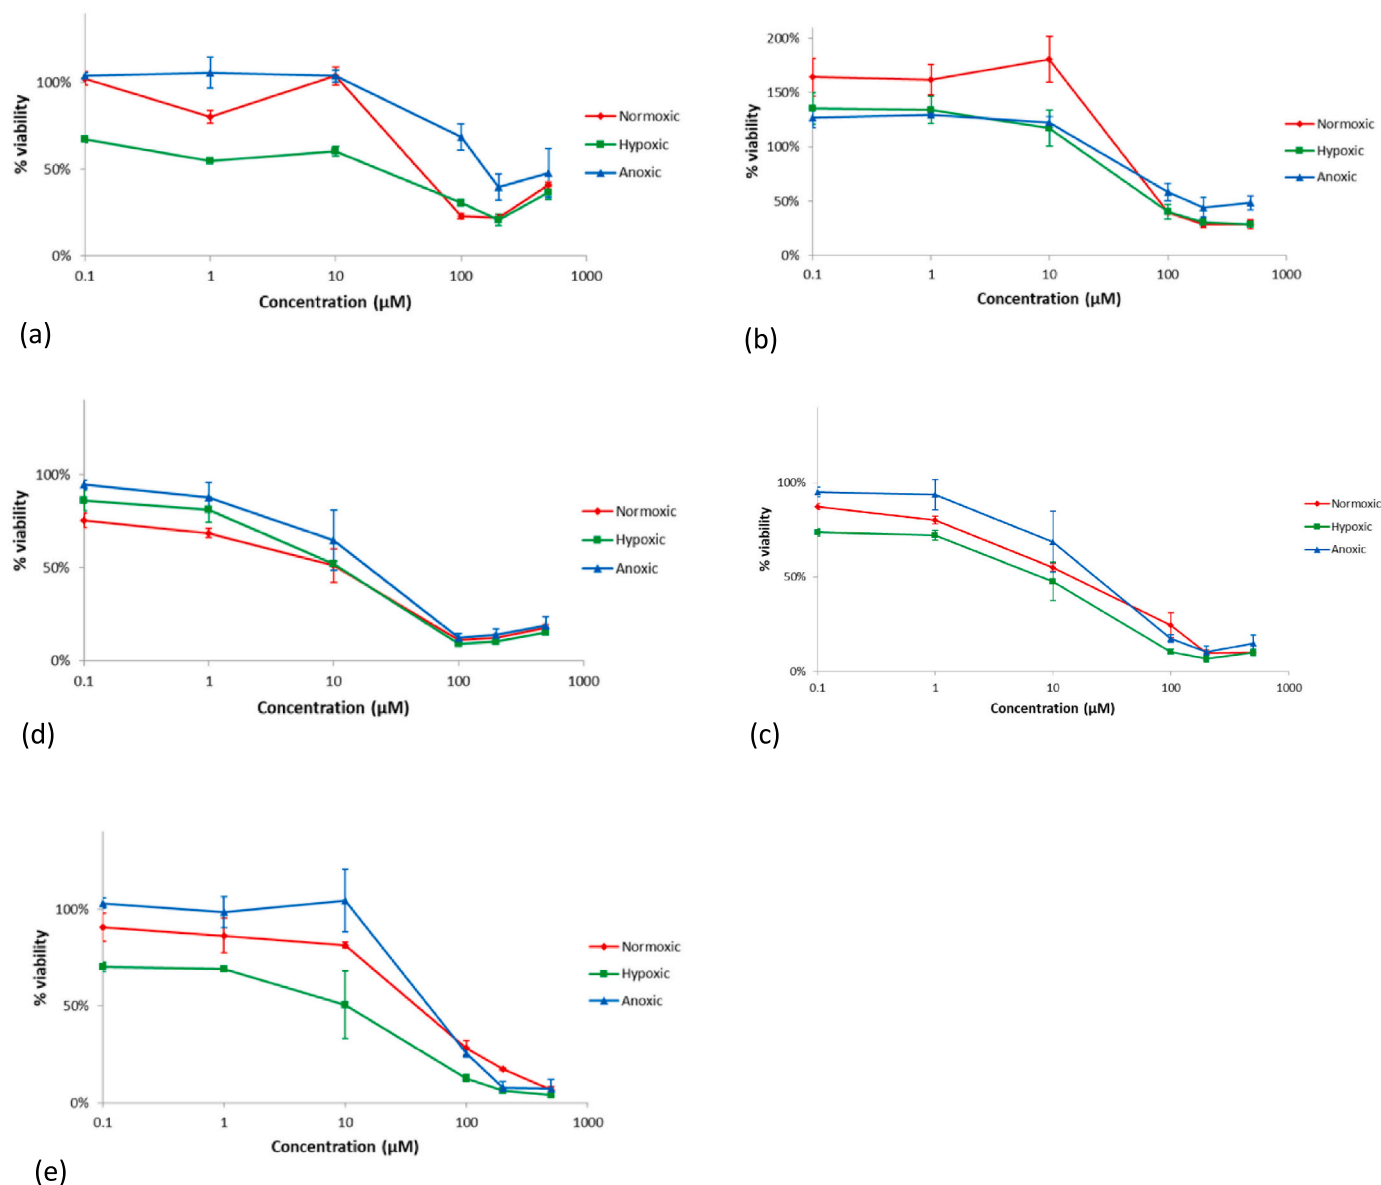 100%
50%
0%
% viability
0.1 1 10 100 1000
Concentration (µM)
Normoxic
Hypoxic
Anoxic
(a)
200%
150%
100%
50%
0%
% viability
0.1 1 10 100 1000
Concentration (µM)
Normoxic
Hypoxic
Anoxic
(b)
100%
50%
0%
% viability
0.1 1 10 100 1000
Concentration (µM)
Normoxic
Hypoxic
Anoxic
(d)
100%
50%
0%
% viability
0.1 1 10 100 1000
Concentration (µM)
Normoxic
Hypoxic
Anoxic
(c)
100%
50%
0%
% viability
0.1 1 10 100 1000
Concentration (µM)
Normoxic
Hypoxic
Anoxic
(e)